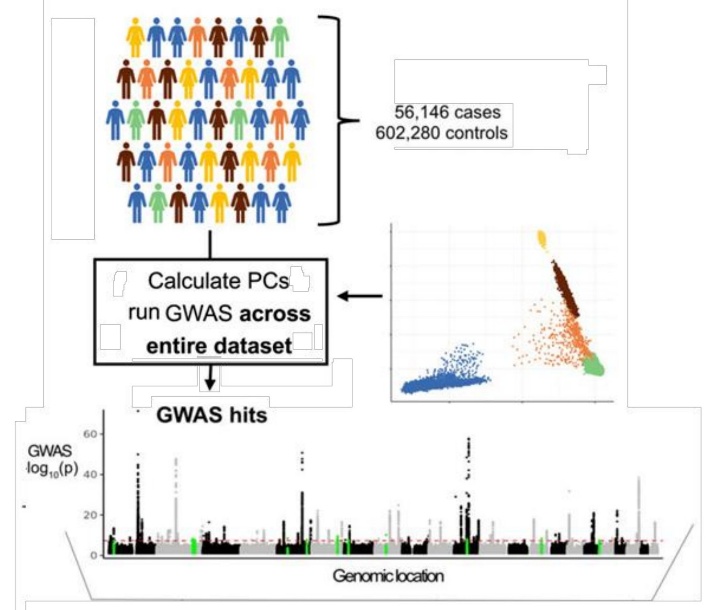 56,146 cases
602,280 controls
Calculate PCs
run GWAS across
entire dataset
GWAS hits
GWAS
log10(p)
60
40
20
0
Genomic location